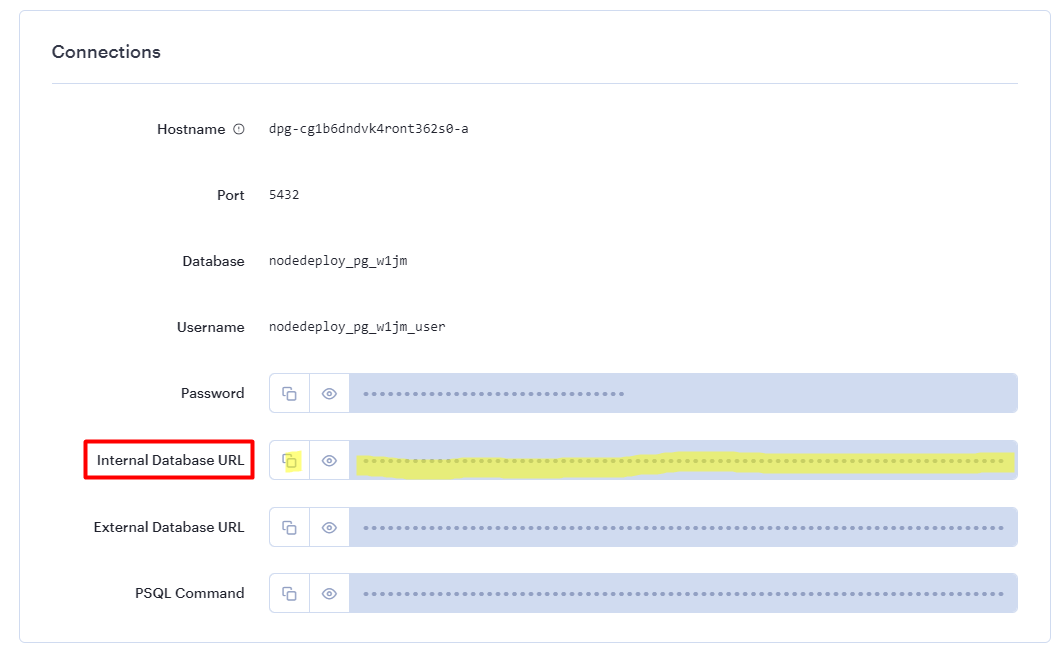 Connections
Hostname dpg-cg1b6dndvk4ront362s0-a
Port 5432
Database nodedeploy_pg_w1jm
Username nodedeploy_pg_w1jm_user
Password
Internal Database URL
External Database URL
PSQL Command